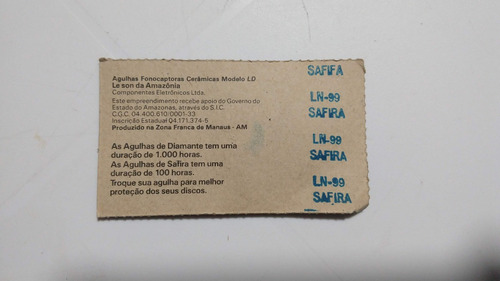 Agulhas Fonocaptoras Cerâmicas Modelo LD
Le son da Amazônia
Componentes Eletrônicos Ltda.
Este empreendimento recebe apoio do Governo do
Estado do Amazonas, através do S.I.C.
C.G.C. 04.400.610/0001-33
Inscrição Estadual 04.171.374-5
Produzido na Zona Franca de Manaus - AM
As Agulhas de Diamante tem uma
duração de 1.000 horas.
As Agulhas de Safira tem uma
duração de 100 horas.
Troque sua agulha para melhor
proteção dos seus discos.
SAFIFA
LN-99
SAFIRA
LN-99
SAFIRA
LN-99
SAFIRA